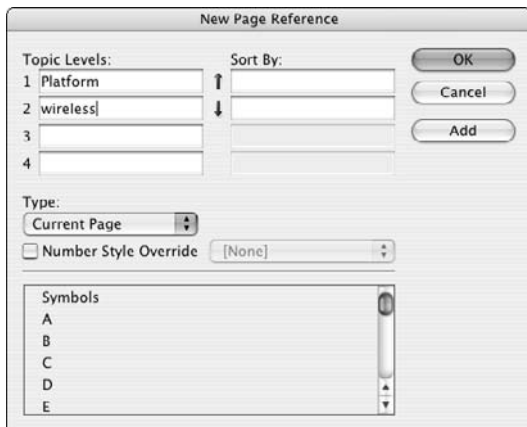 New Page Reference
Topic Levels:
Sort By:
OK
1 Platform
2 wireless
Cancel
3
Add
4
Type:
Current Page
Number Style Override
[None]
Symbols
A
B
C
D
E